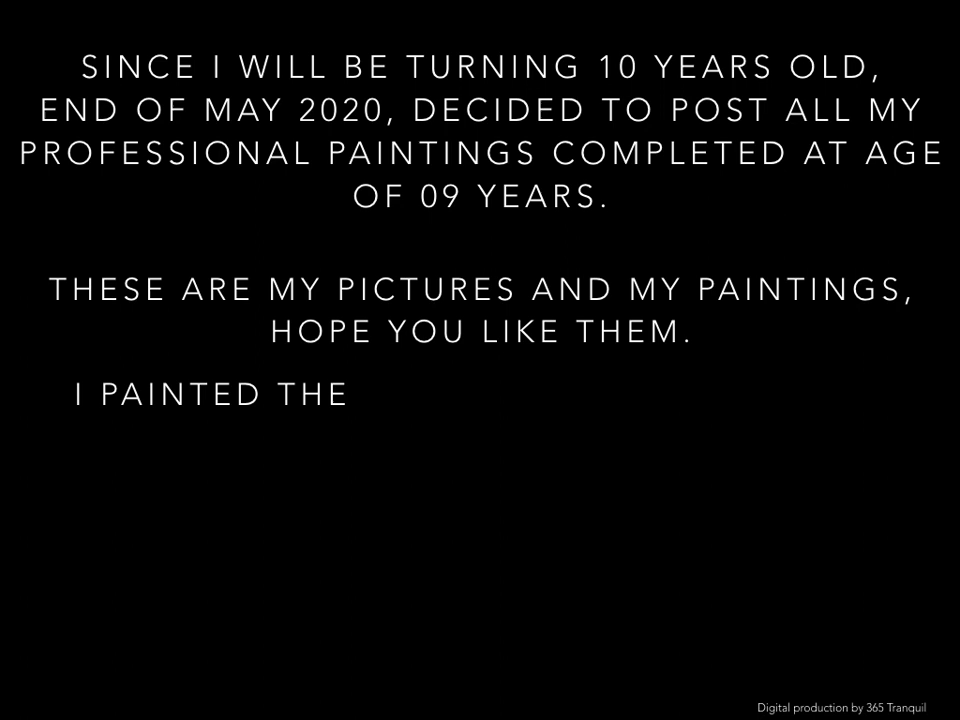 SINCE I WILL BE TURNING 10 YEARS OLD,
END OF MAY 2020, DECIDED TO POST ALL MY
PROFESSIONAL PAINTINGS COMPLETED AT AGE
OF 09 YEARS.
THESE ARE MY PICTURES AND MY PAINTINGS,
HOPE YOU LIKE THEM.
I PAINTED THE
Digital production by 365 Tranquil